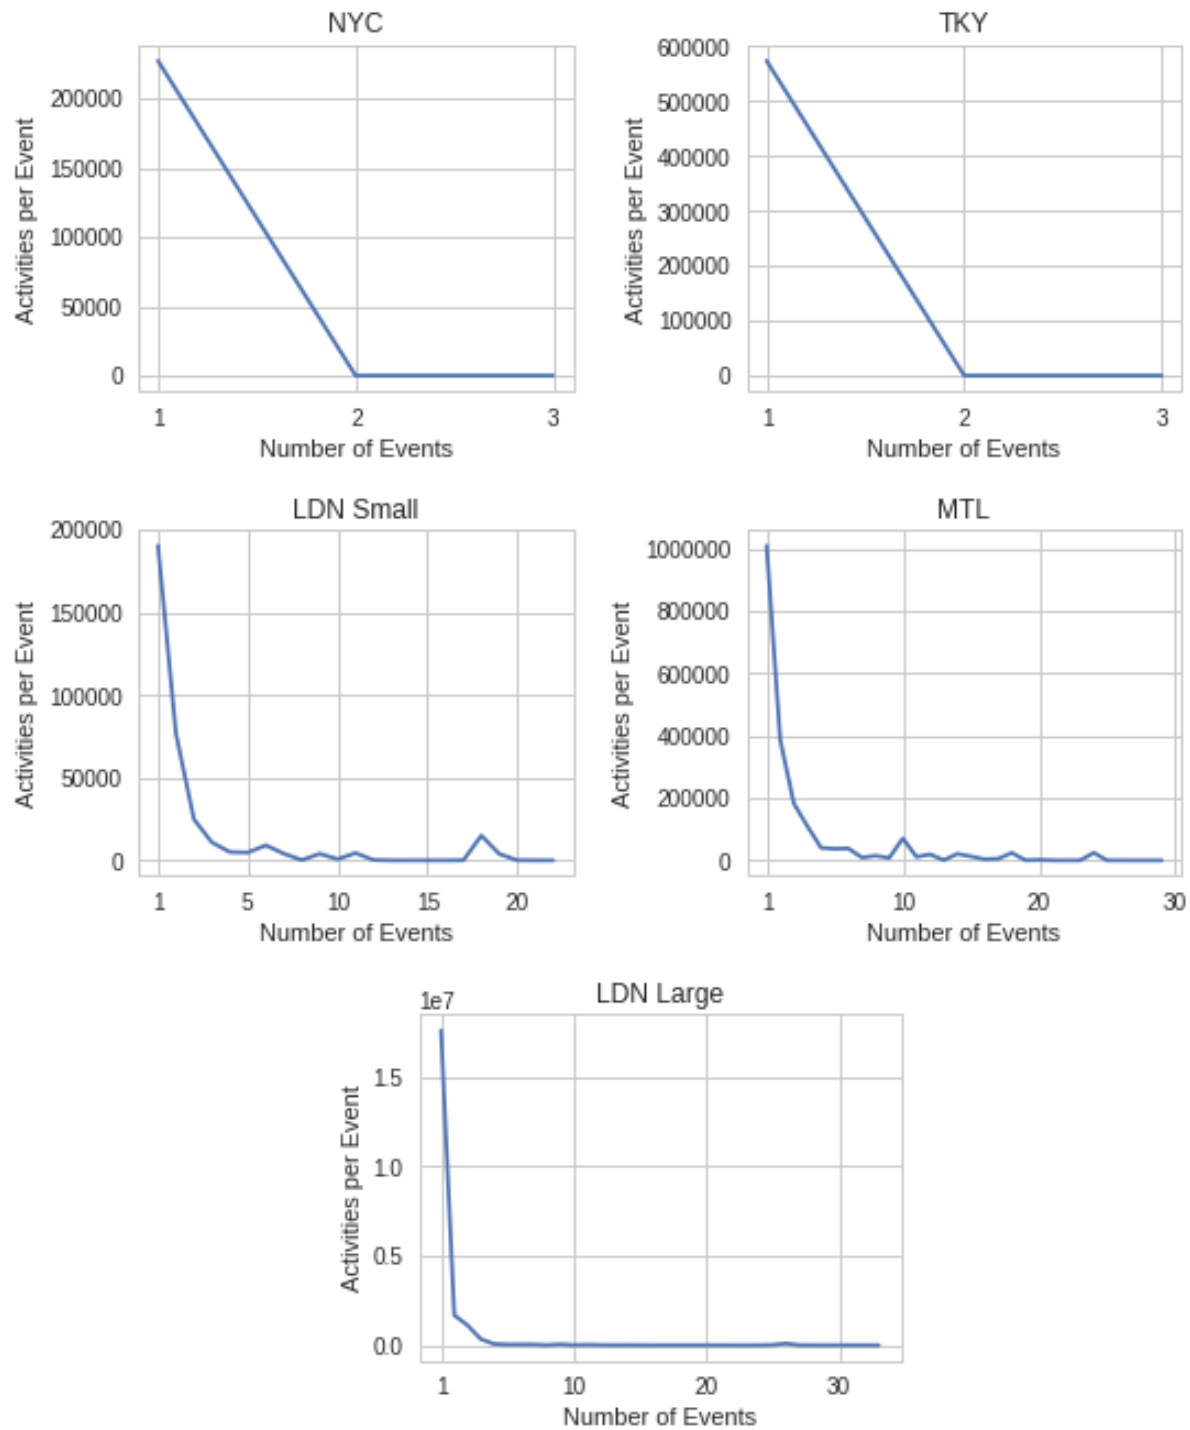 NYC
200000
150000
100000
50000
0
Activities per Event
1 2 3
Number of Events
TKY
600000
500000
400000
300000
200000
100000
0
Activities per Event
1 2 3
Number of Events
LDN Small
200000
150000
100000
50000
0
Activities per Event
1 5 10 15 20
Number of Events
MTL
1000000
800000
600000
400000
200000
0
Activities per Event
1 10 20 30
Number of Events
LDN Large
1e7
1.5
1.0
0.5
0.0
Activities per Event
1 10 20 30
Number of Events